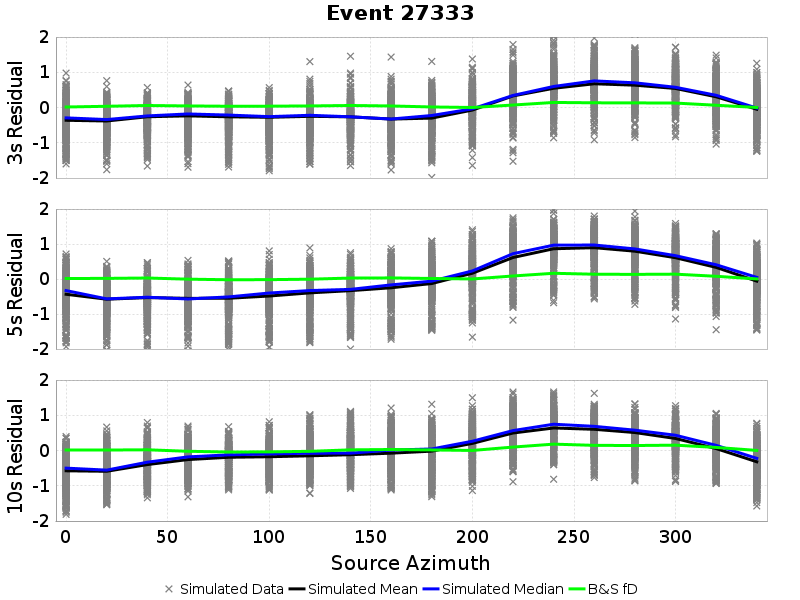 Event 27333
3s Residual
2
1
0
-1
-2
5s Residual
2
1
0
-1
-2
10s Residual
2
1
0
-1
-2
0 50 100 150 200 250 300
Source Azimuth
Simulated Data Simulated Mean Simulated Median B&S fD